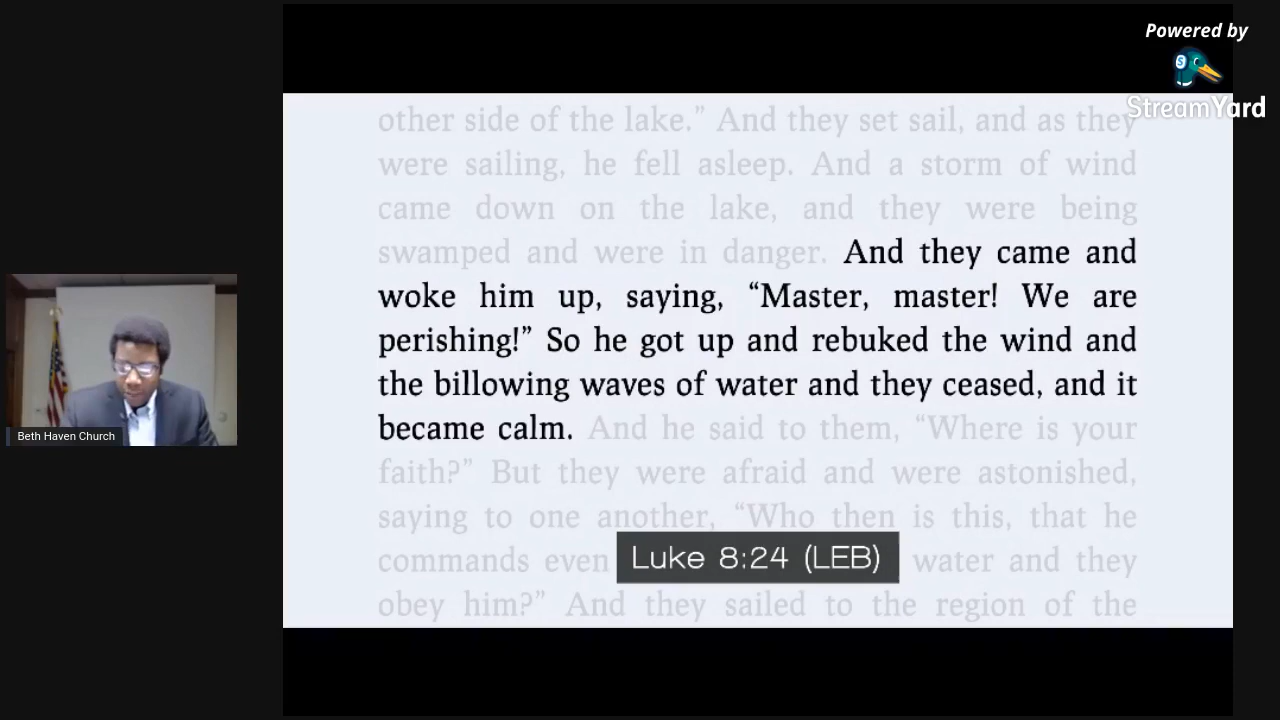 Powered by
StreamYard
other side of the lake.” And they set sail, and as they
were sailing, he fell asleep. And a storm of wind
came down on the lake, and they were being
swamped and were in danger. And they came and
woke him up, saying, “Master, master! We are
perishing!” So he got up and rebuked the wind and
the billowing waves of water and they ceased, and it
became calm. And he said to them, “Where is your
faith?” But they were afraid and were astonished,
saying to one another, “Who then is this, that he
commands even
water and they
obey him?” And they sailed to the region of the
Luke 8:24 (LEB)
Beth Haven Church